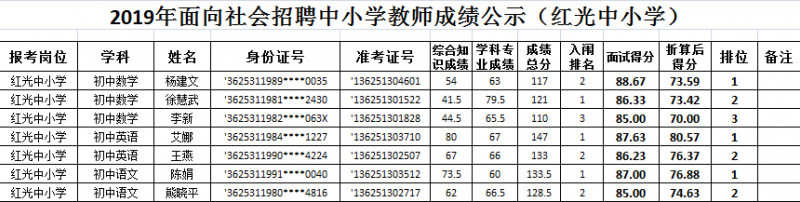 2019年面向社会招聘中小学教师成绩公示（红光中小学）
报考岗位 学科 姓名 身份证号 准考证号 综合知识成绩 学科专业成绩 成绩总分 入闱排名 面试得分 折算后得分 排位 备注
红光中小学 初中数学 杨建文 '3625311989****0035 '136251304601 54 63 117 2 88.67 73.59 1
红光中小学 初中数学 徐慧武 '3625311981****2430 '136251301522 41.5 79.5 121 1 86.33 73.42 2
红光中小学 初中数学 李新 '3625311982****063X '136251301828 44.5 65.5 110 3 85.00 70.00 3
红光中小学 初中英语 艾娜 '3625311984****1227 '136251303710 80 67 147 1 87.63 80.57 1
红光中小学 初中英语 王燕 '3625311990****4224 '136251302507 67 66 133 2 86.23 76.37 2
红光中小学 初中语文 陈娟 '3625311991****0040 '136251303512 73.5 60 133.5 1 87.00 76.88 1
红光中小学 初中语文 熊晓平 '3625311980****4816 '136251302717 62 66.5 128.5 2 85.00 74.63 2